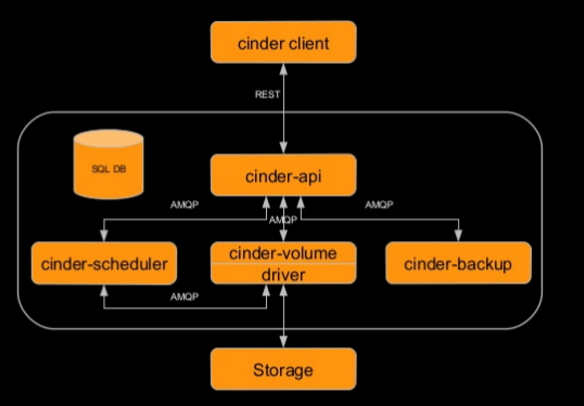 cinder client
REST
SQL DB
cinder-api
AMQP
AMQP
AMQP
cinder-scheduler
cinder-volume
driver
cinder-backup
AMQP
Storage